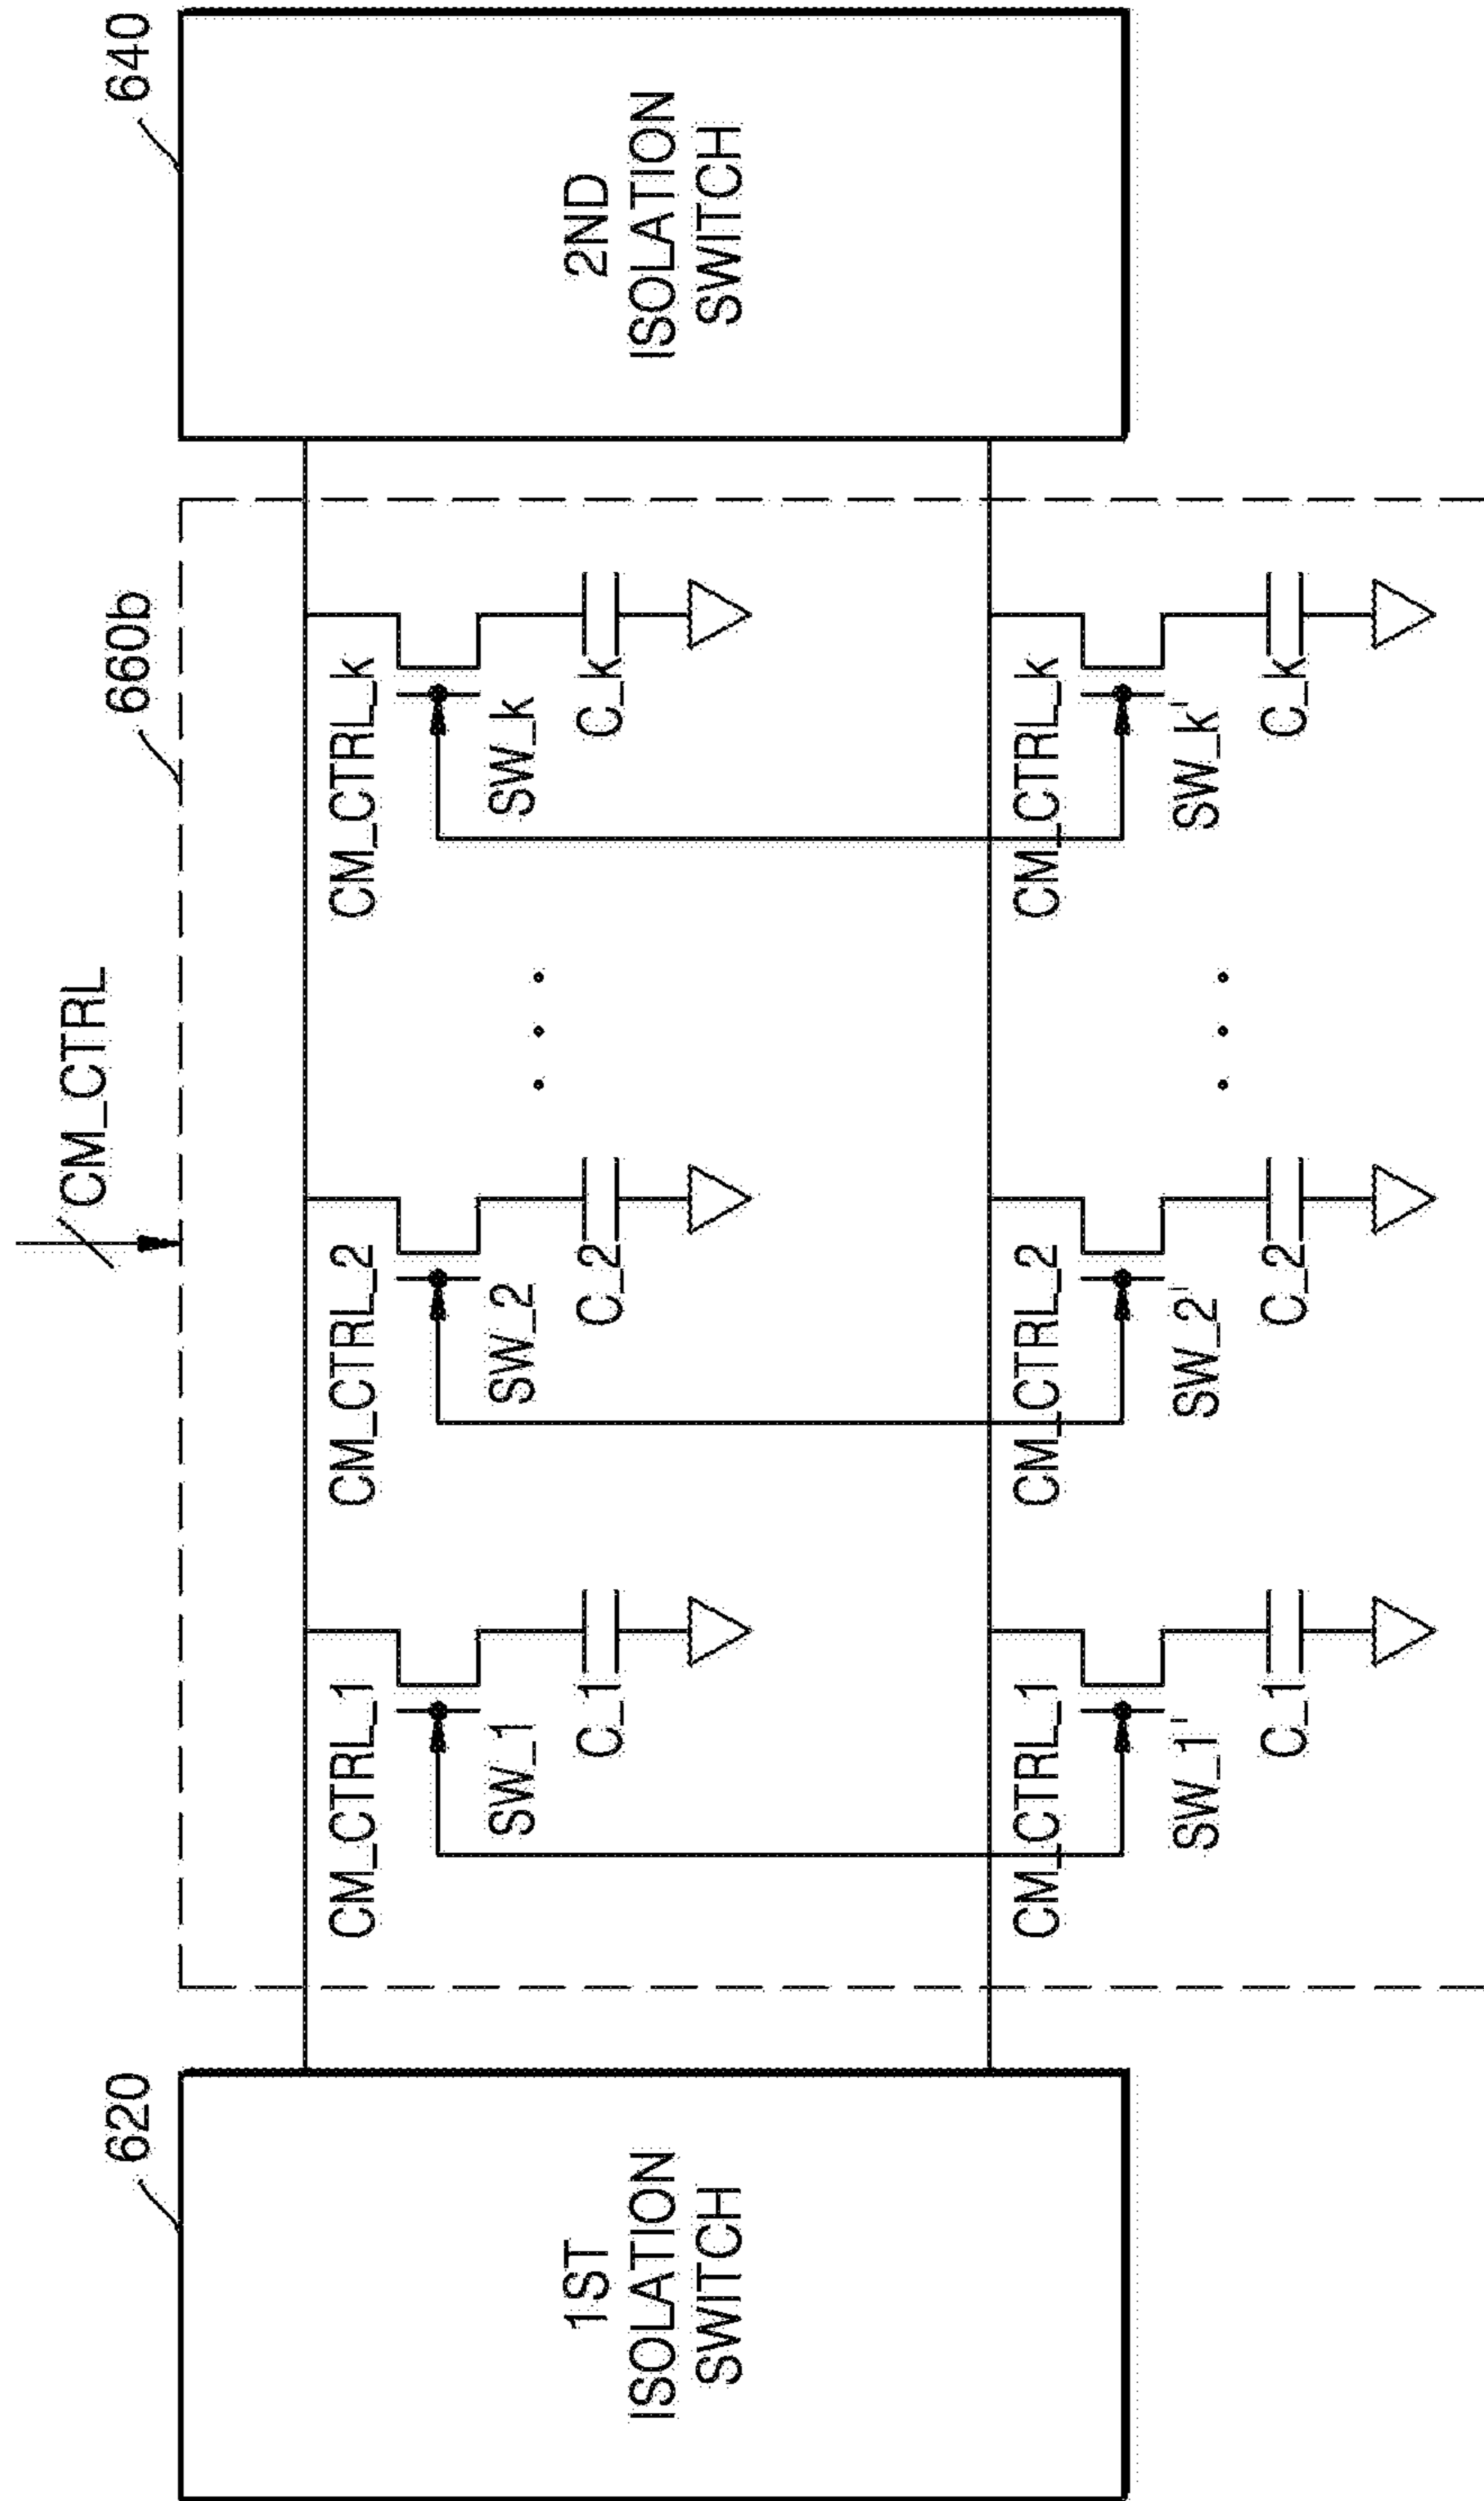 CM_CTRL
620
660b
640
1ST
ISOLATION
SWITCH
CM_CTRL_1
SW_1
C_1
CM_CTRL_2
SW_2
C_2
. . .
CM_CTRL_k
SW_k
C_k
2ND
ISOLATION
SWITCH
CM_CTRL_1
SW_1'
C_1
CM_CTRL_2
SW_2'
C_2
. . .
CM_CTRL_k
SW_k'
C_k